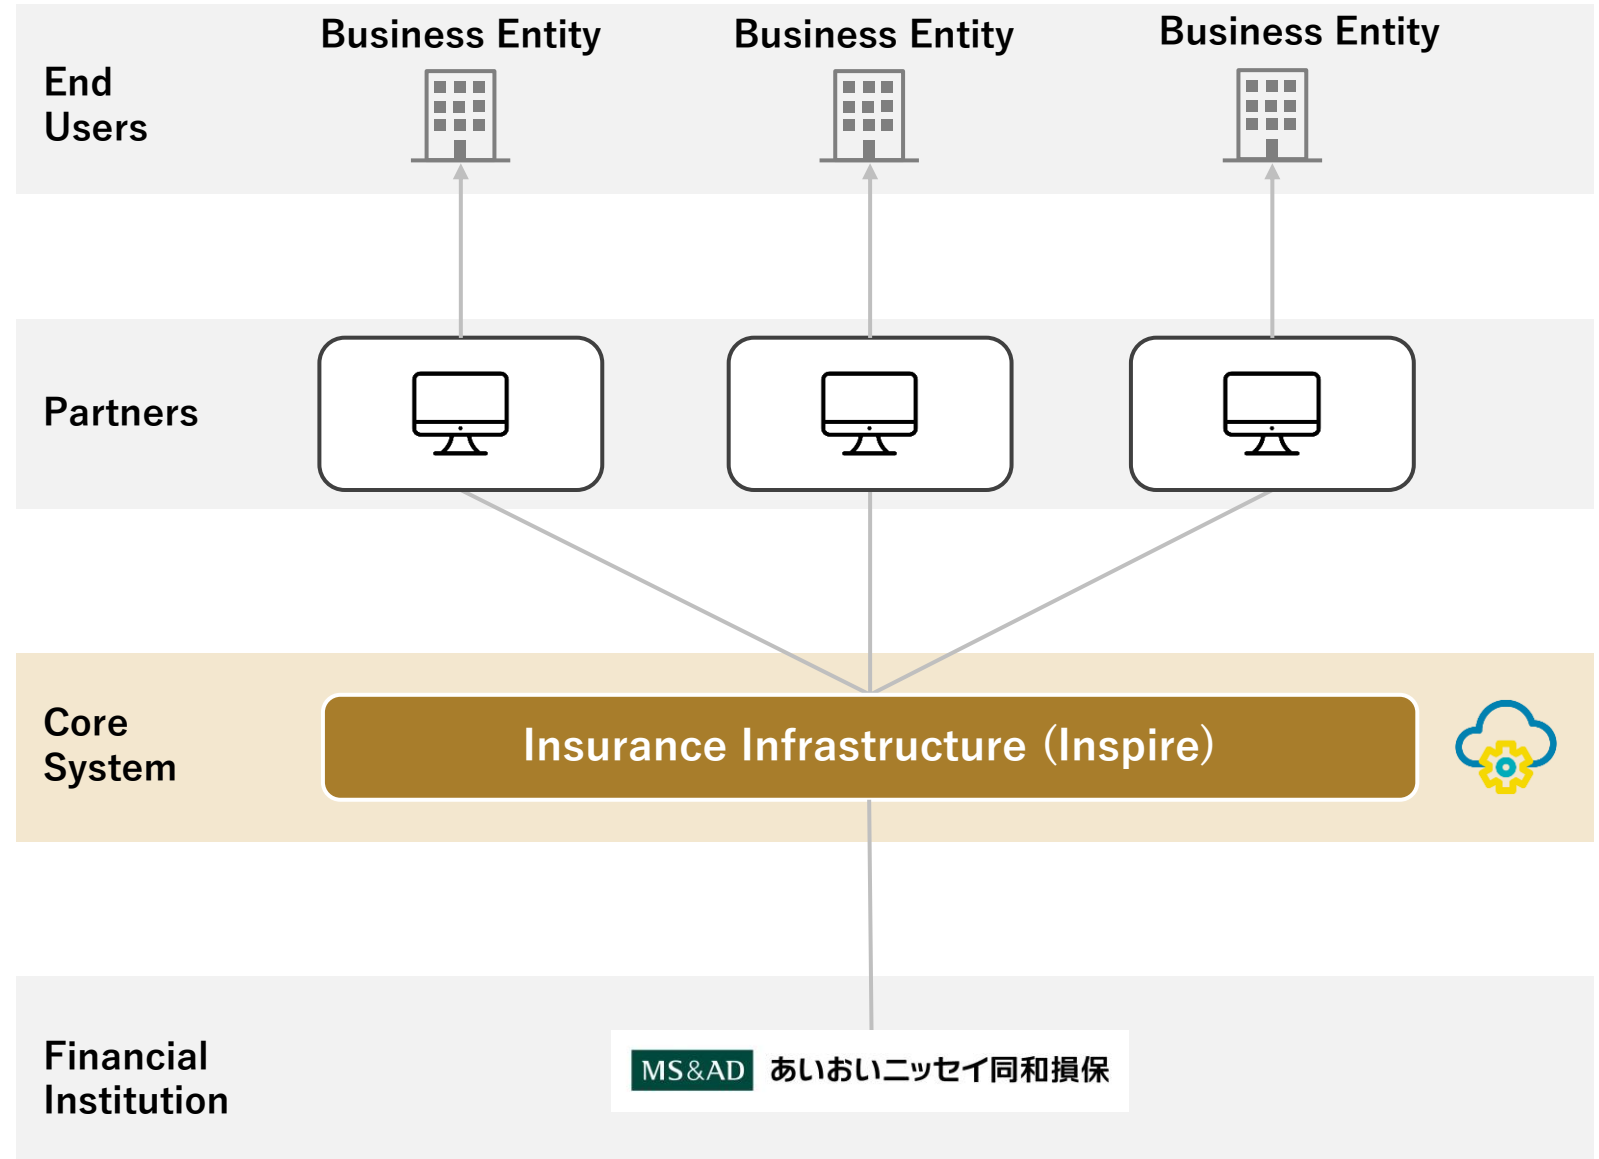 Business Entity
Business Entity
Business Entity
End
Users
Partners
Core
System
Insurance Infrastructure (Inspire)
Financial
Institution
MS&AD あいおいニッセイ同和損保